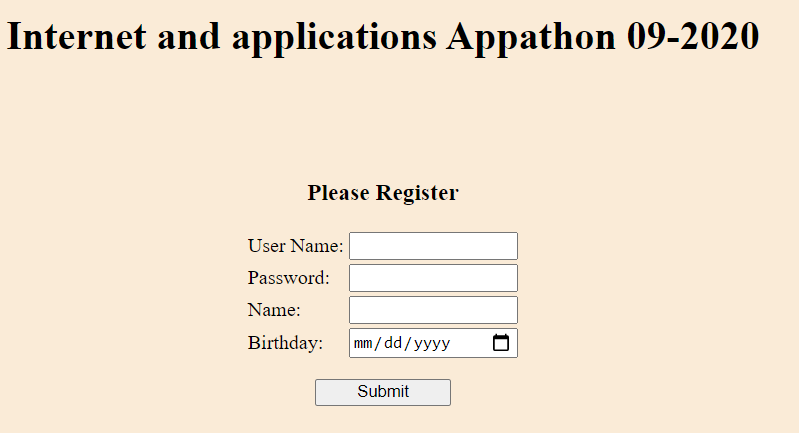 Internet and applications Appathon 09-2020
Please Register
User Name:
Password:
Name:
Birthday: mm/dd/yyyy
Submit